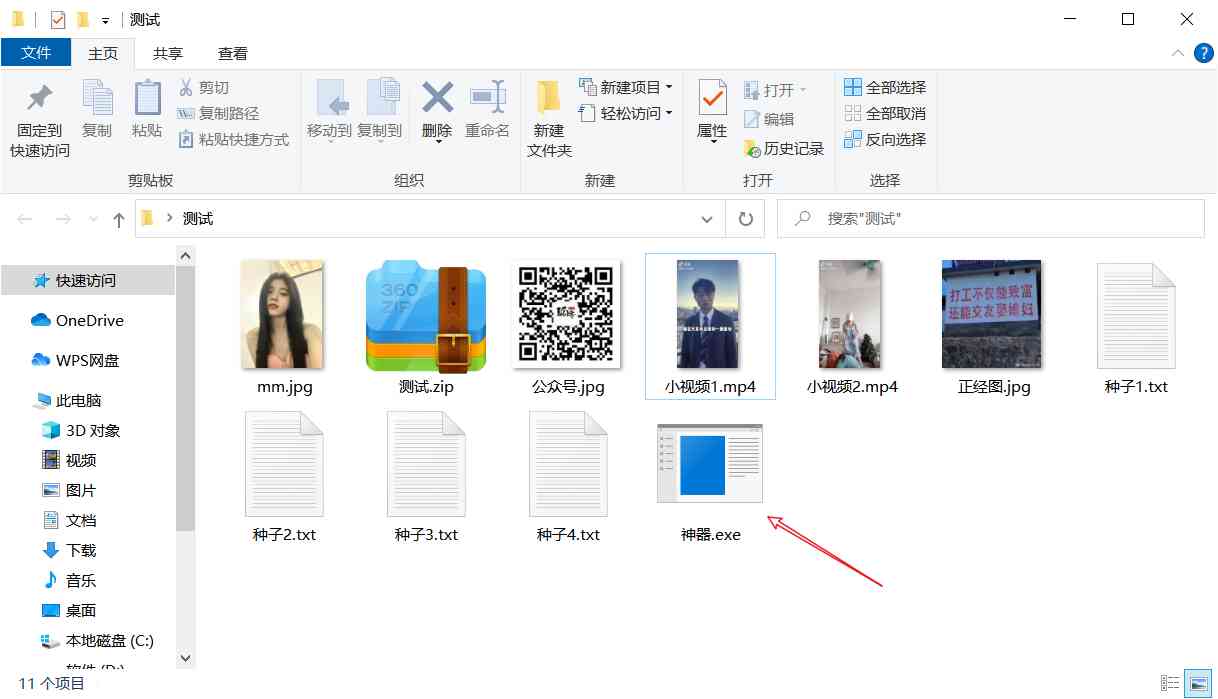 测试
文件
主页
共享
查看
?
固定到
快速访问
复制
粘贴
剪切
复制路径
粘贴快捷方式
剪贴板
移动到
复制到
删除
重命名
组织
新建
文件夹
新建项目
轻松访问
新建
属性
打开
编辑
历史记录
打开
全部选择
全部取消
反向选择
选择
测试
搜索"测试"
快速访问
OneDrive
WPS网盘
此电脑
3D 对象
视频
图片
文档
下载
音乐
桌面
本地磁盘 (C:)
软件 (D:)
mm.jpg
360
ZIP
测试.zip
公众号.jpg
小视频1.mp4
小视频2.mp4
打工不仅能致富
还能交友娶媳妇
正经图.jpg
种子1.txt
种子2.txt
种子3.txt
种子4.txt
神器.exe
11 个项目